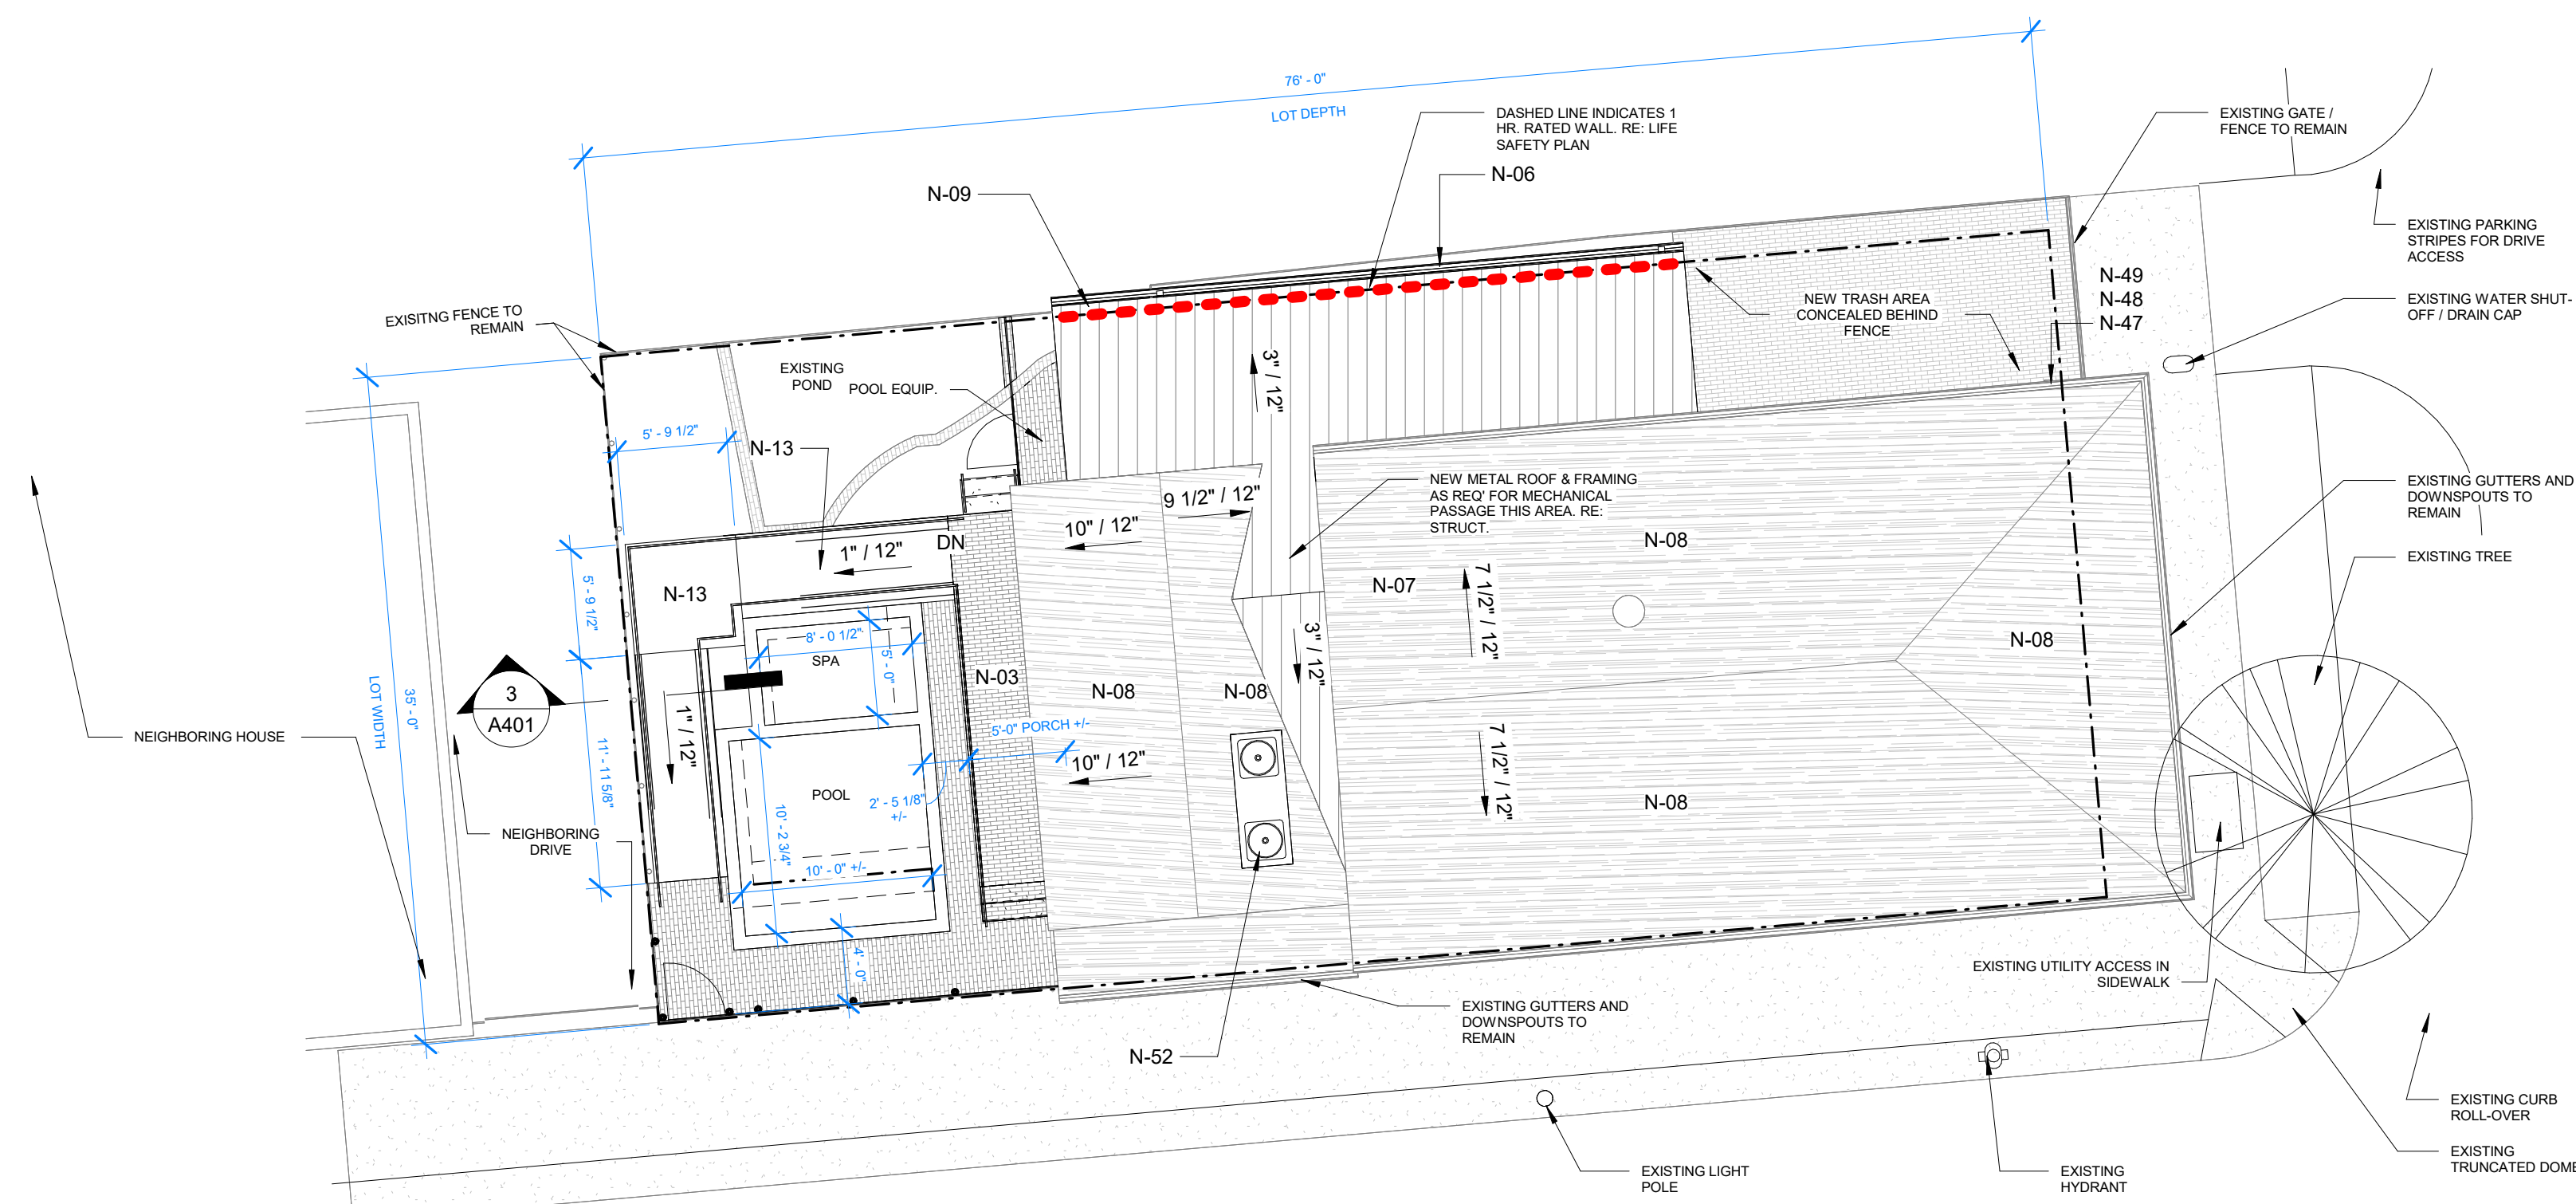 76' - 0"
LOT DEPTH
DASHED LINE INDICATES 1
HR. RATED WALL. RE: LIFE
SAFETY PLAN
N-06
N-09
EXISTING GATE /
FENCE TO REMAIN
EXISTING PARKING
STRIPES FOR DRIVE
ACCESS
N-49
N-48
N-47
EXISTING WATER SHUT-
OFF / DRAIN CAP
NEW TRASH AREA
CONCEALED BEHIND
FENCE
EXISITNG FENCE TO
REMAIN
EXISTING
POND
POOL EQUIP.
3" / 12"
5' - 9 1/2"
N-13
NEW METAL ROOF & FRAMING
AS REQ' FOR MECHANICAL
PASSAGE THIS AREA. RE:
STRUCT.
9 1/2" / 12"
10" / 12"
EXISTING GUTTERS AND
DOWNSPOUTS TO
REMAIN
DN
1" / 12"
N-08
EXISTING TREE
5' - 9 1/2"
N-13
N-07
7 1/2" / 12"
8' - 0 1/2"
SPA
5' - 0"
3" / 12"
N-08
N-03
N-08
N-08
LOT WIDTH
35' - 0"
3
A401
NEIGHBORING HOUSE
1" / 12"
5'-0" PORCH +/-
10" / 12"
7 1/2" / 12"
11' - 11 5/8"
POOL
2' - 5 1/8"
+/-
N-08
NEIGHBORING
DRIVE
10' - 2 3/4"
10' - 0" +/-
4' - 0"
EXISTING UTILITY ACCESS IN
SIDEWALK
EXISTING GUTTERS AND
DOWNSPOUTS TO
REMAIN
N-52
EXISTING CURB
ROLL-OVER
EXISTING
TRUNCATED DOME
EXISTING LIGHT
POLE
EXISTING
HYDRANT